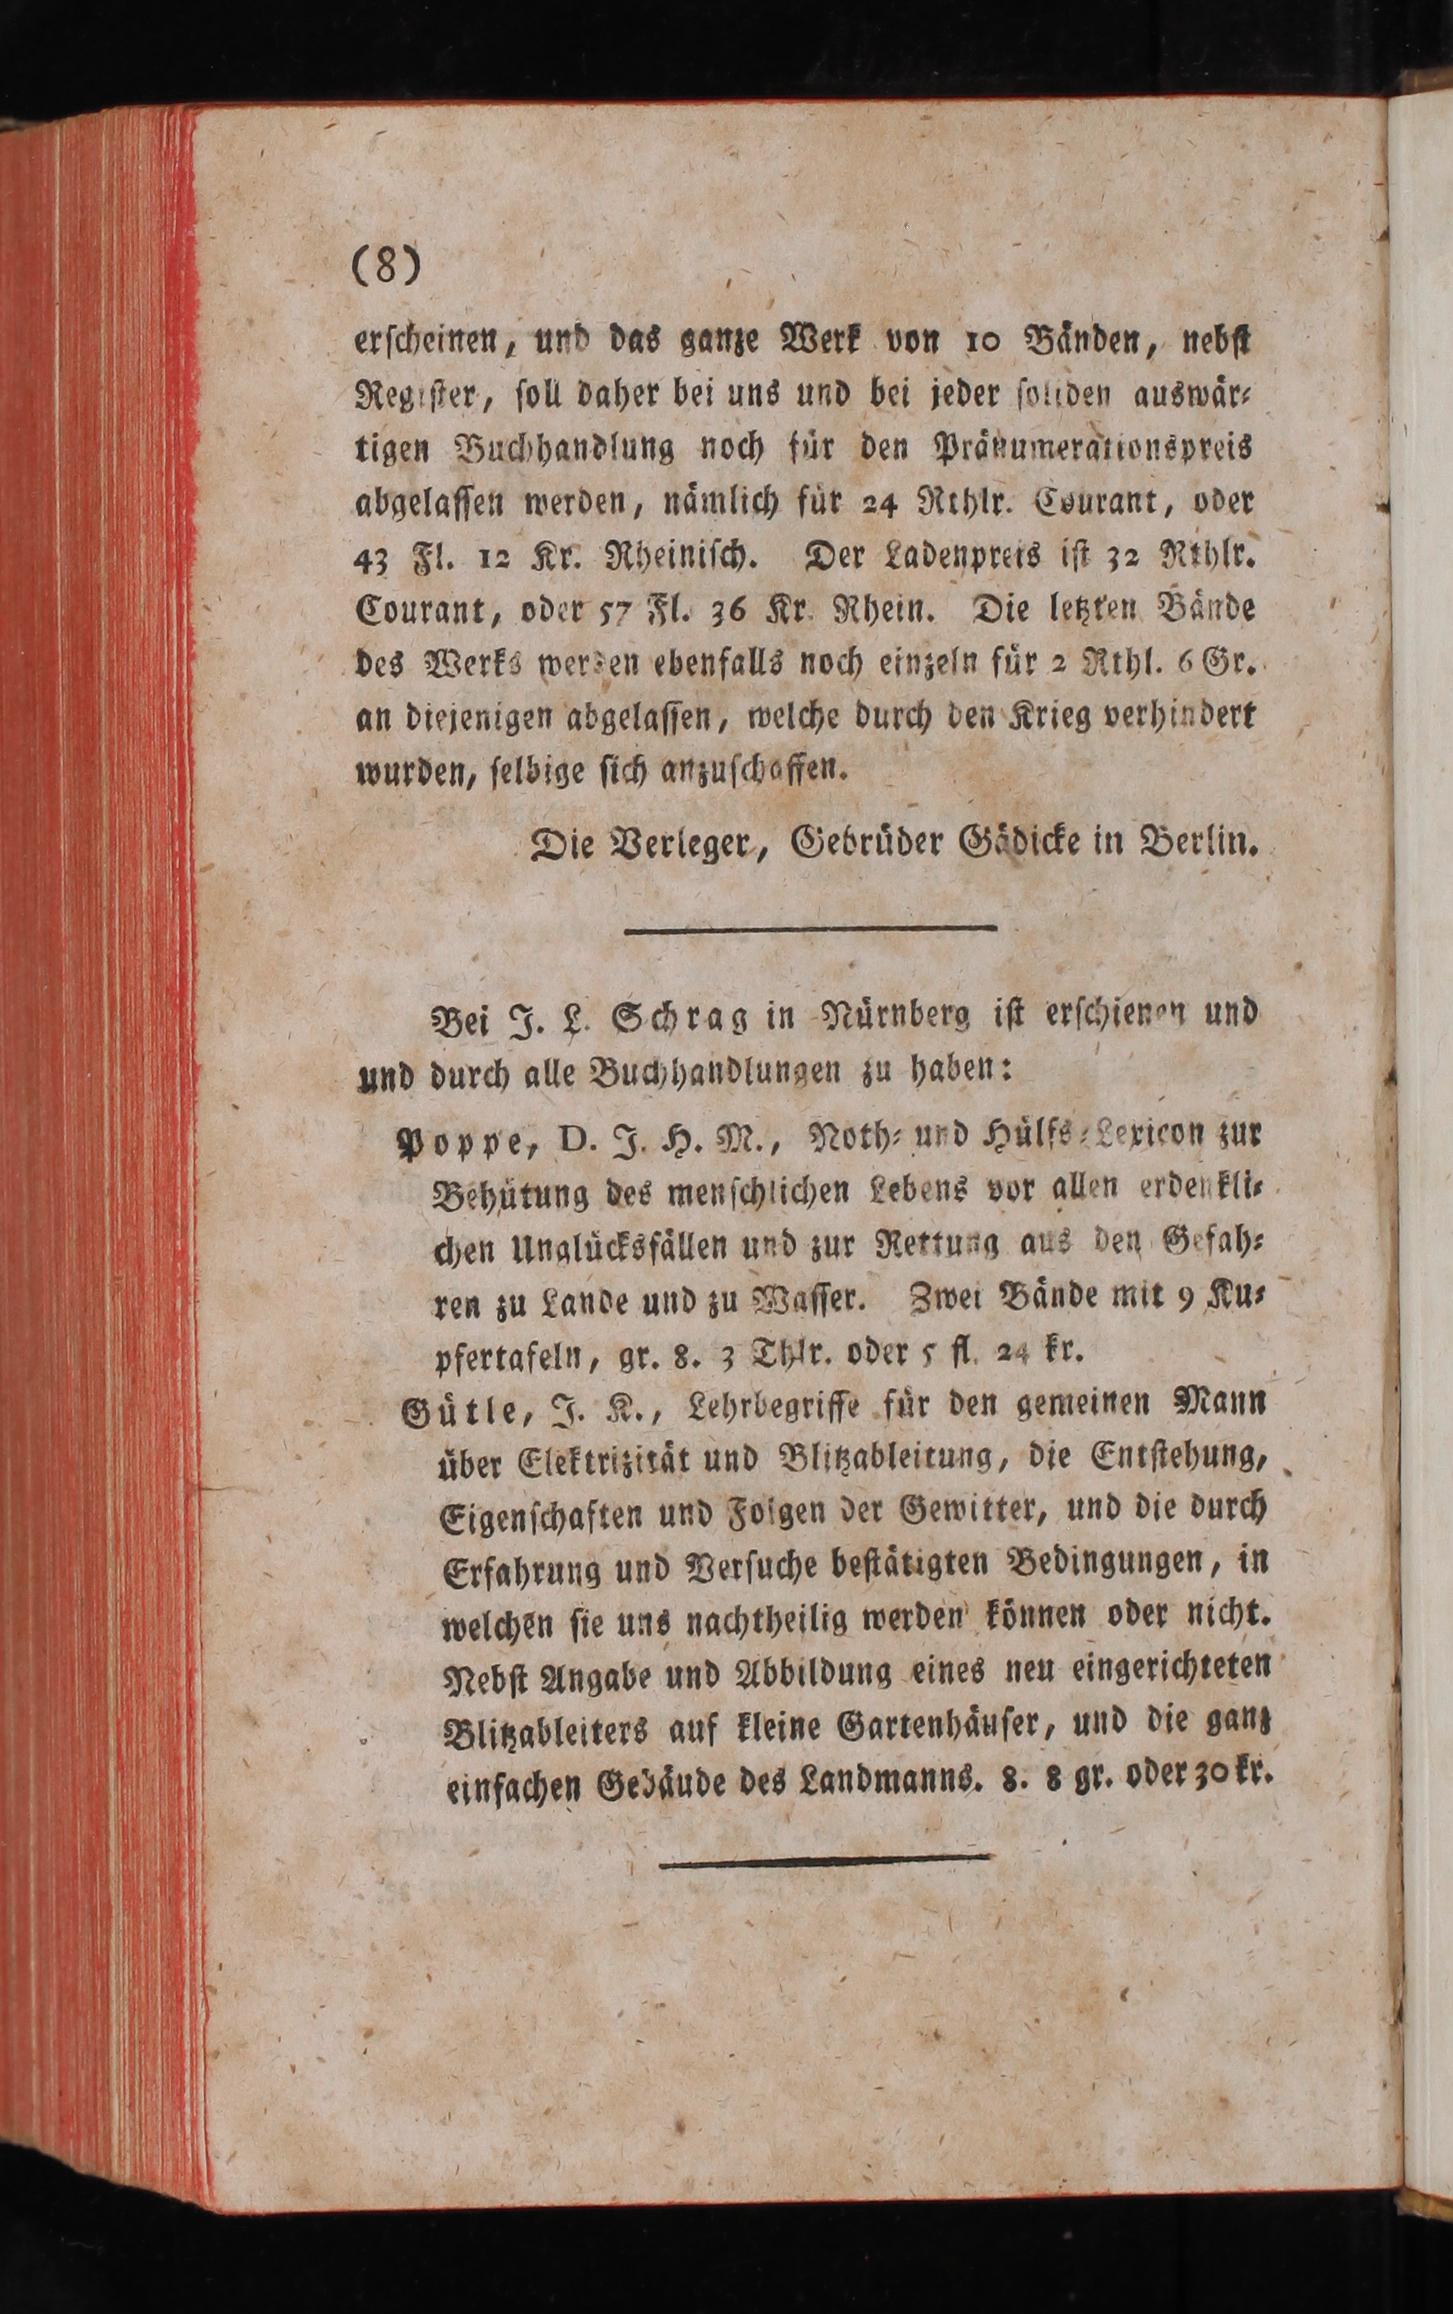 (8)
erscheinen, und das ganze Werk von 10 Bänden, nebst
Register, soll daher bei uns und bei jeder soliden auswär-
tigen Buchhandlung noch für den Pränumerationspreis
abgelassen werden, nämlich für 24 Rthlr. Courant, oder
43 Fl. 12 Kr. Rheinisch. Der Ladenpreis ist 32 Rthlr.
Courant, oder 57 Fl. 36 Kr. Rhein. Die letzten Bände
des Werks werden ebenfalls noch einzeln für 2 Rthl. 6 Gr.
an diejenigen abgelassen, welche durch den Krieg verhindert
wurden, selbige sich anzuschaffen.
Die Verleger, Gebrüder Gädicke in Berlin.
Bei J. L. Schrag in Nürnberg ist erschienen und
und durch alle Buchhandlungen zu haben:
Poppe, D. J. H. M., Noth- und Hülfs-Lexicon zur
Behütung des menschlichen Lebens vor allen erdenkli-
chen Unglücksfällen und zur Rettung aus den Gefah-
ren zu Lande und zu Wasser. Zwei Bände mit 9 Ku-
pfertafeln, gr. 8. 3 Thlr. oder 5 fl. 24 kr.
Gütle, J. K., Lehrbegriffe für den gemeinen Mann
über Elektrizität und Blitzableitung, die Entstehung,
Eigenschaften und Folgen der Gewitter, und die durch
Erfahrung und Versuche bestätigten Bedingungen, in
welchen sie uns nachtheilig werden können oder nicht.
Nebst Angabe und Abbildung eines neu eingerichteten
Blitzableiters auf kleine Gartenhäuser, und die ganz
einfachen Gebäude des Landmanns. 8. 8 gr. oder 30 kr.